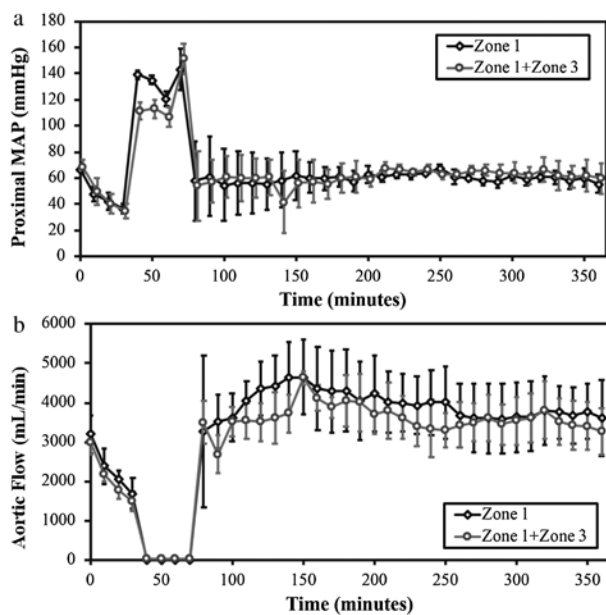 a
180
160
140
120
100
80
60
40
20
0
Proximal MAP (mmHg)
Zone 1
Zone 1+Zone 3
0 50 100 150 200 250 300 350
Time (minutes)
b
6000
5000
4000
3000
2000
1000
0
Aortic Flow (mL/min)
Zone 1
Zone 1+Zone 3
0 50 100 150 200 250 300 350
Time (minutes)